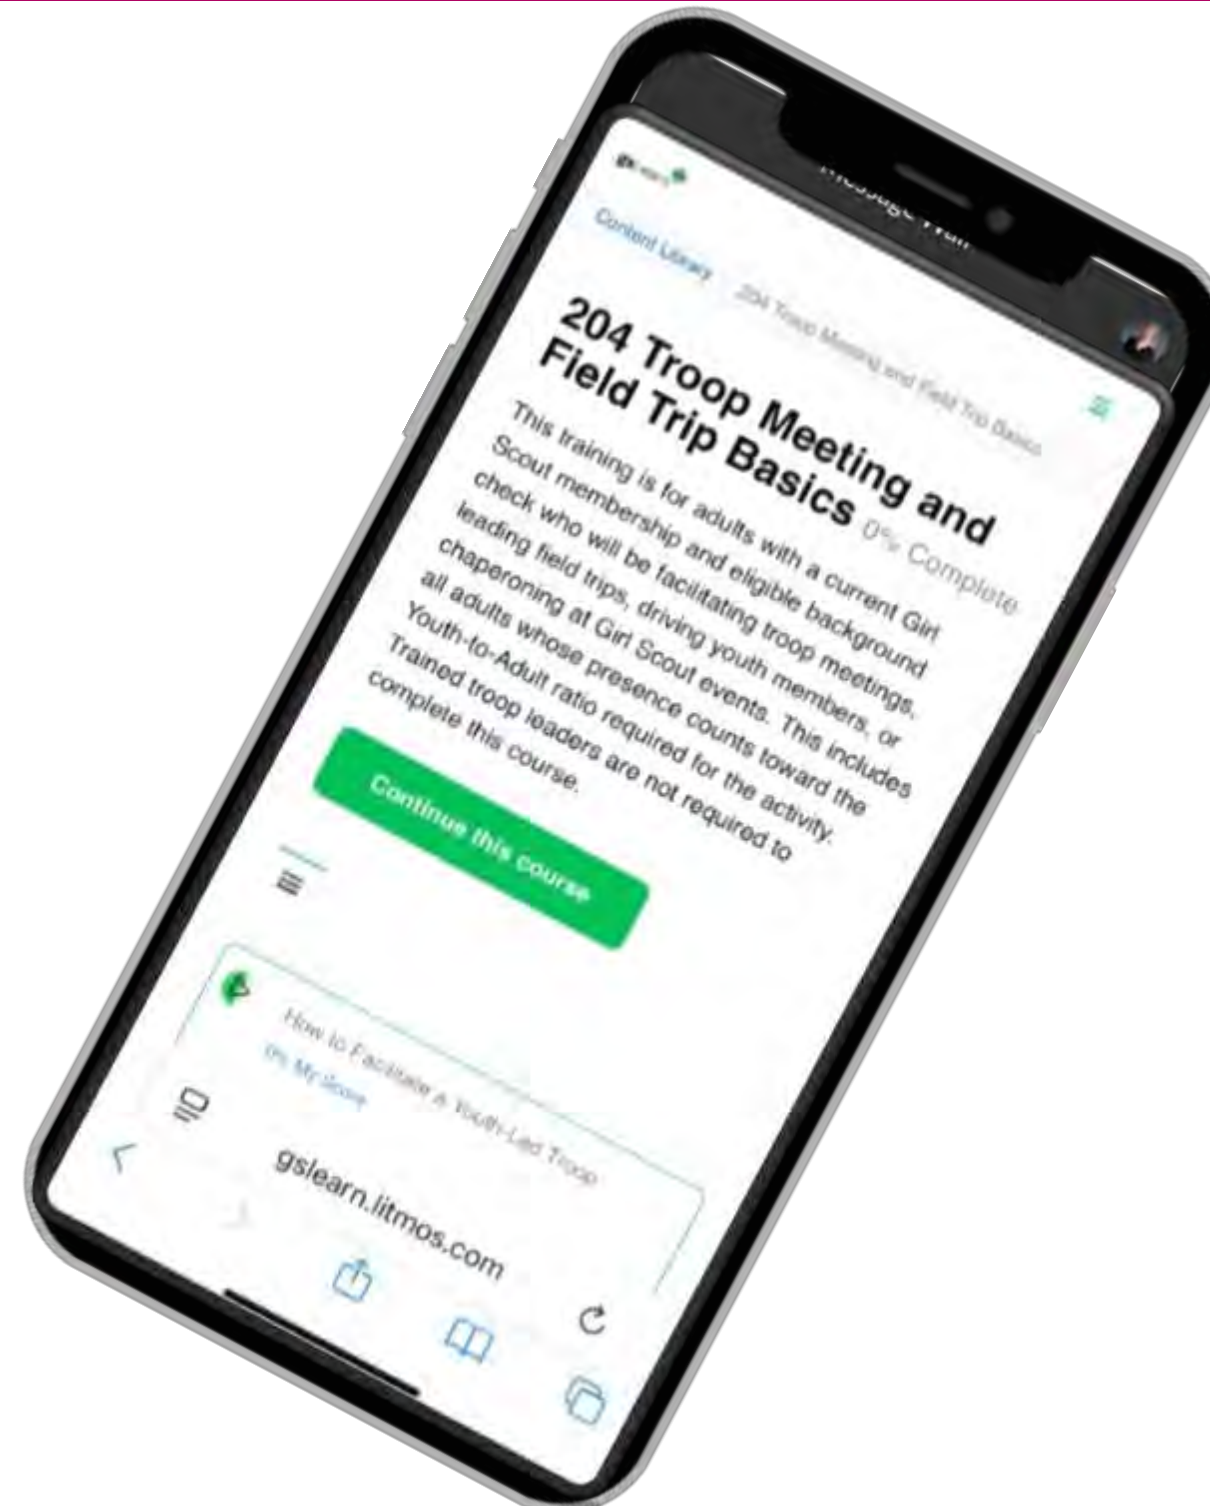 Message Wall
gslearn
Content Library 204 Troop Meeting and Field Trip Basics
204 Troop Meeting and
Field Trip Basics 0% Complete
This training is for adults with a current Girl
Scout membership and eligible background
check who will be facilitating troop meetings,
leading field trips, driving youth members, or
chaperoning at Girl Scout events. This includes
all adults whose presence counts toward the
Youth-to-Adult ratio required for the activity.
Trained troop leaders are not required to
complete this course.
Continue this course
How to Facilitate a Youth-Led Troop
0% My Score
gslearn.litmos.com